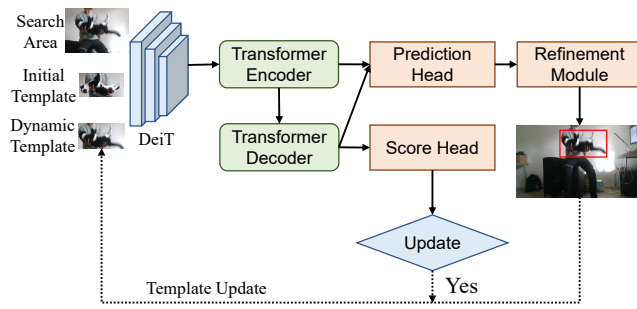 Search
Area
Initial
Template
Dynamic
Template
DeiT
Transformer
Encoder
Transformer
Decoder
Prediction
Head
Score Head
Refinement
Module
Update
Yes
Template Update